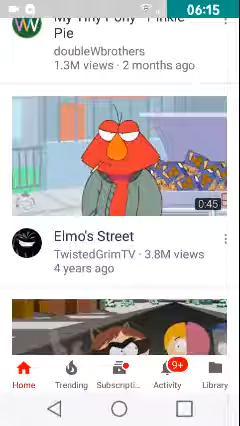 06:15
My Tiny Pony - Pinkie
Pie
doubleWbrothers
1.3M views · 2 months ago
0:45
Elmo's Street
TwistedGrimTV · 3.8M views
4 years ago
9+
Home Trending Subscripti... Activity Library